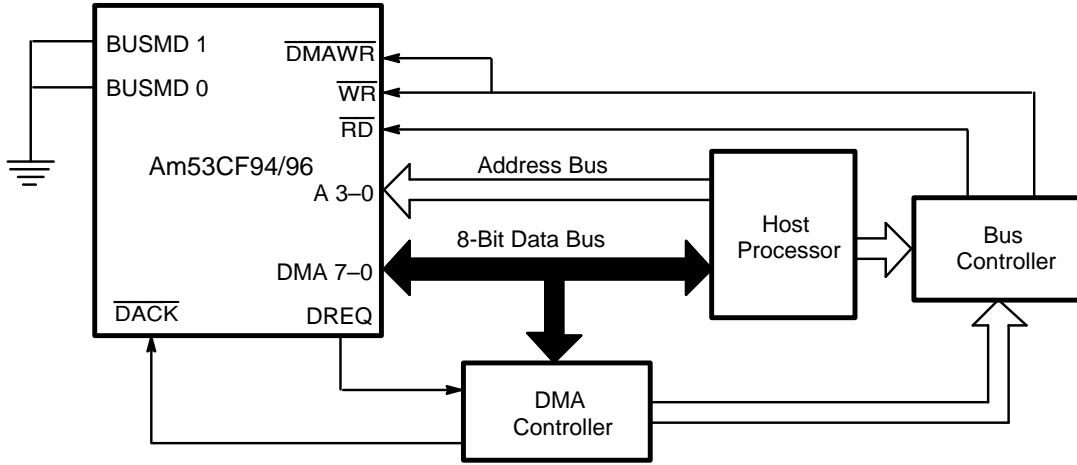 BUSMD 1
BUSMD 0
Am53CF94/96
DMAWR
WR
RD
A 3–0
DMA 7–0
DACK
DREQ
Address Bus
8-Bit Data Bus
Host
Processor
Bus
Controller
DMA
Controller